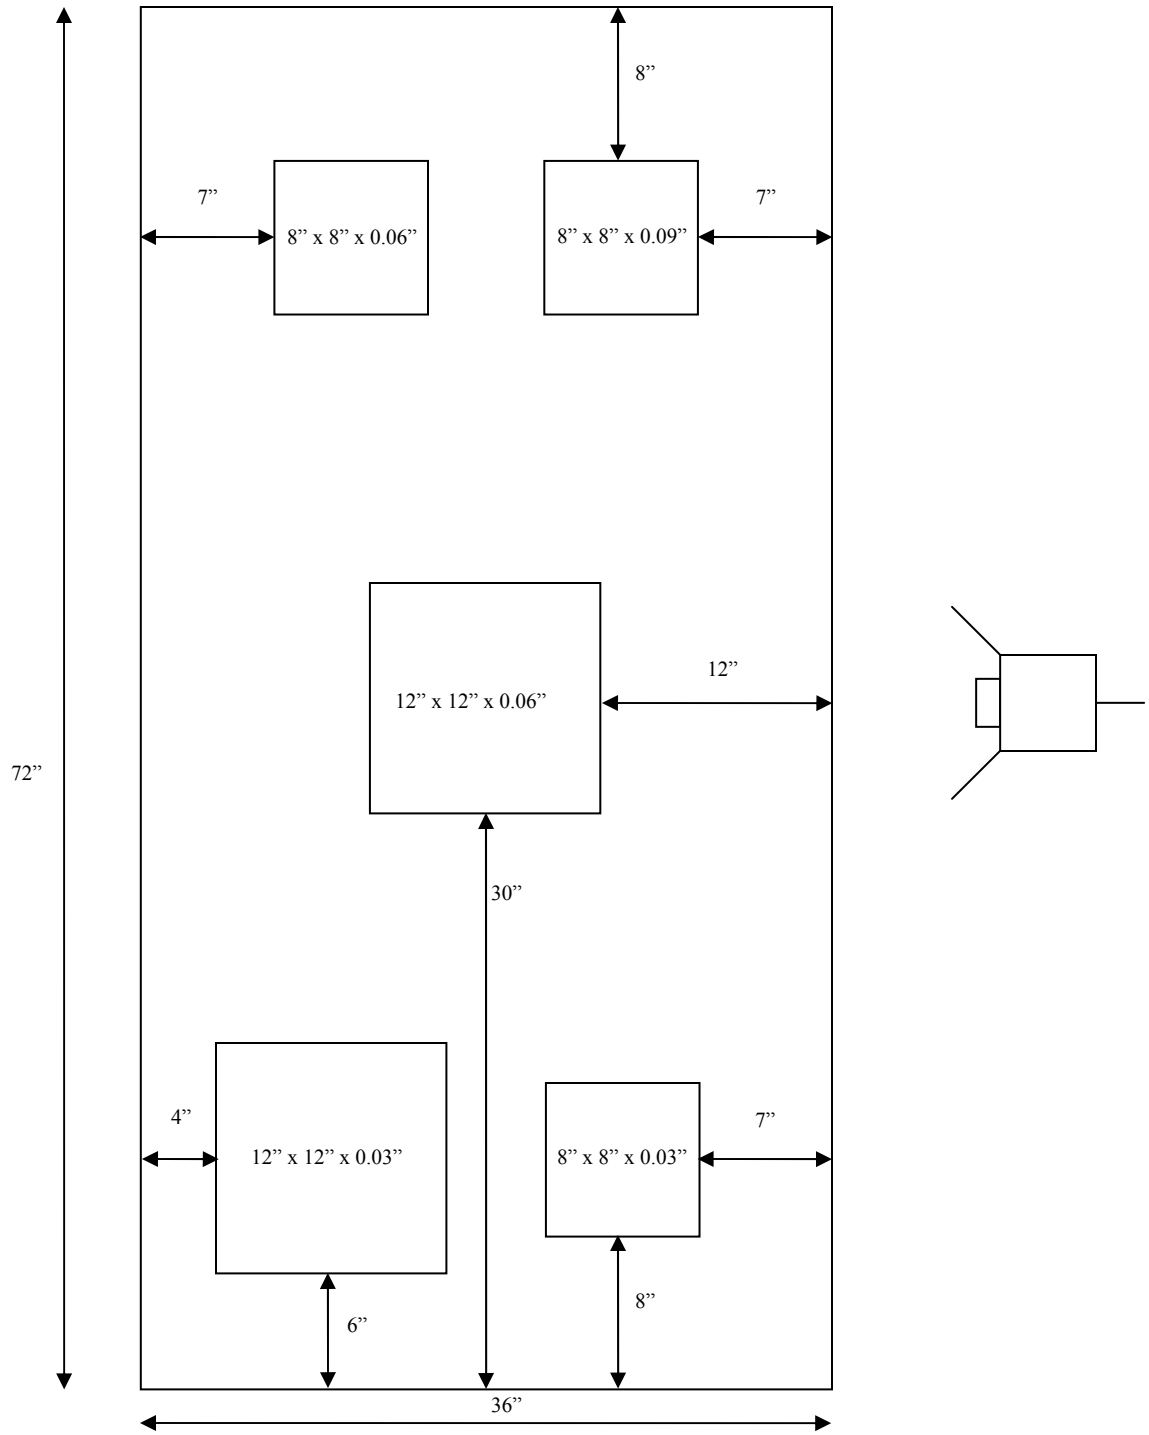 8”
7”
7”
8” x 8” x 0.06”
8” x 8” x 0.09”
12”
12” x 12” x 0.06”
72”
30”
4”
7”
12” x 12” x 0.03”
8” x 8” x 0.03”
8”
6”
36”